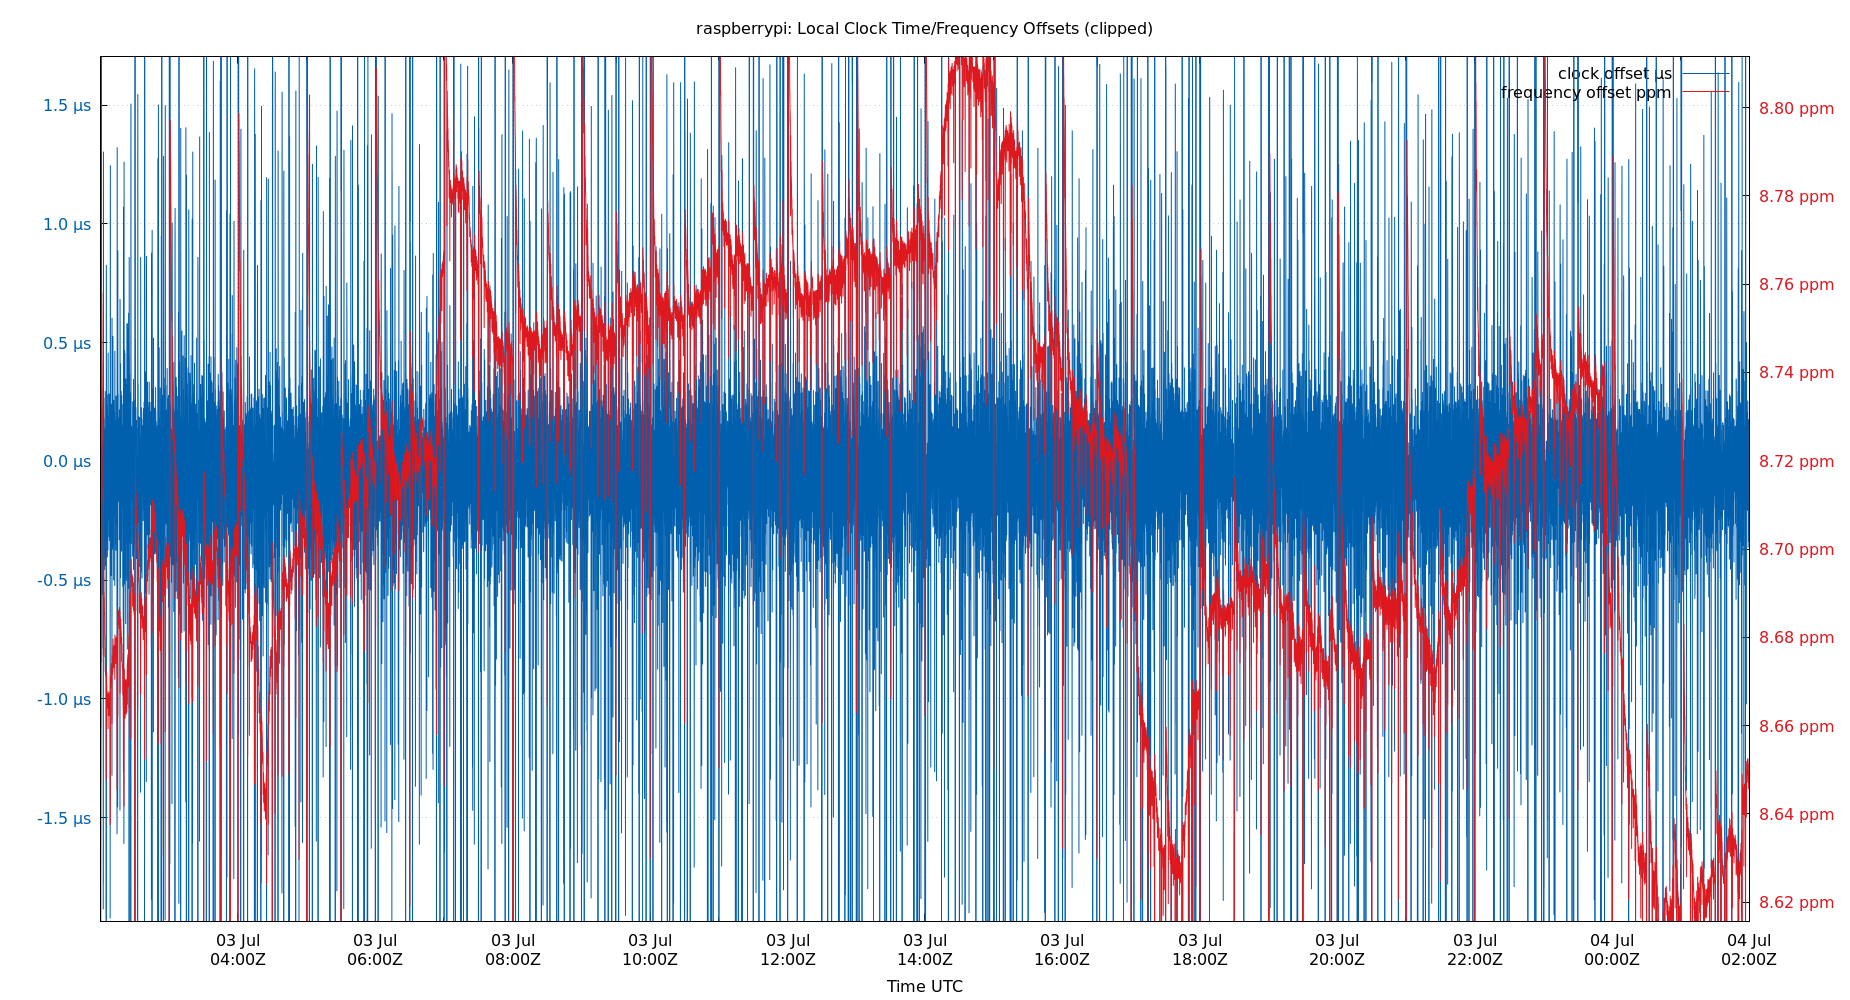 raspberrypi: Local Clock Time/Frequency Offsets (clipped)
clock offset µs
frequency offset ppm
1.5 µs
1.0 µs
0.5 µs
0.0 µs
-0.5 µs
-1.0 µs
-1.5 µs
8.80 ppm
8.78 ppm
8.76 ppm
8.74 ppm
8.72 ppm
8.70 ppm
8.68 ppm
8.66 ppm
8.64 ppm
8.62 ppm
03 Jul 03 Jul 03 Jul 03 Jul 03 Jul 03 Jul 03 Jul 03 Jul 03 Jul 03 Jul 04 Jul 04 Jul
04:00Z 06:00Z 08:00Z 10:00Z 12:00Z 14:00Z 16:00Z 18:00Z 20:00Z 22:00Z 00:00Z 02:00Z
Time UTC